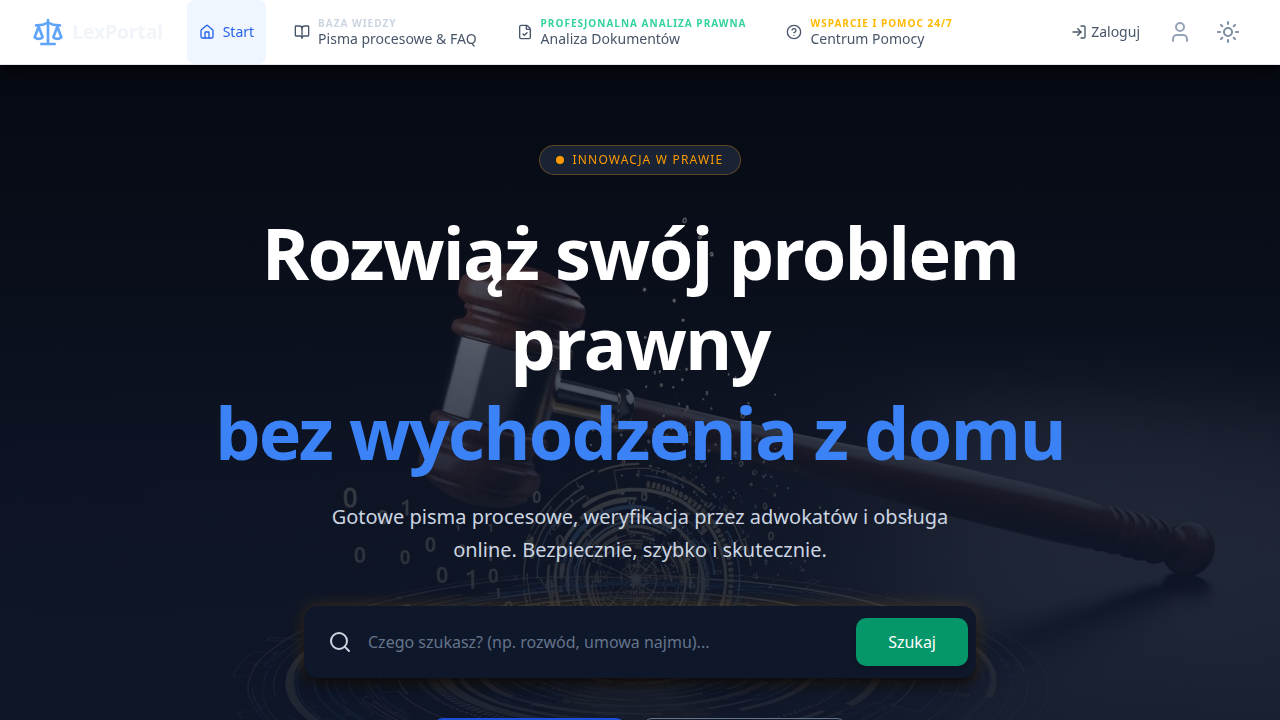 LexPortal
Start
BAZA WIEDZY
Pisma procesowe & FAQ
PROFESJONALNA ANALIZA PRAWNA
Analiza Dokumentów
WSPARCIE I POMOC 24/7
Centrum Pomocy
Zaloguj
INNOWACJA W PRAWIE
Rozwiąż swój problem
prawny
bez wychodzenia z domu
Gotowe pisma procesowe, weryfikacja przez adwokatów i obsługa
online. Bezpiecznie, szybko i skutecznie.
Czego szukasz? (np. rozwód, umowa najmu)...
Szukaj